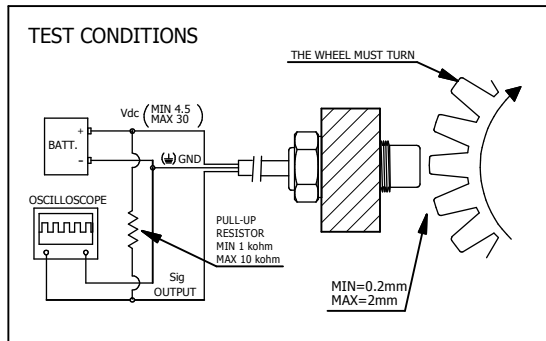 TEST CONDITIONS
THE WHEEL MUST TURN
Vdc (MIN 4.5
MAX 30)
+
BATT.
-
(⏚) GND
OSCILLOSCOPE
PULL-UP
RESISTOR
MIN 1 kohm
MAX 10 kohm
Sig
OUTPUT
MIN=0.2mm
MAX=2mm